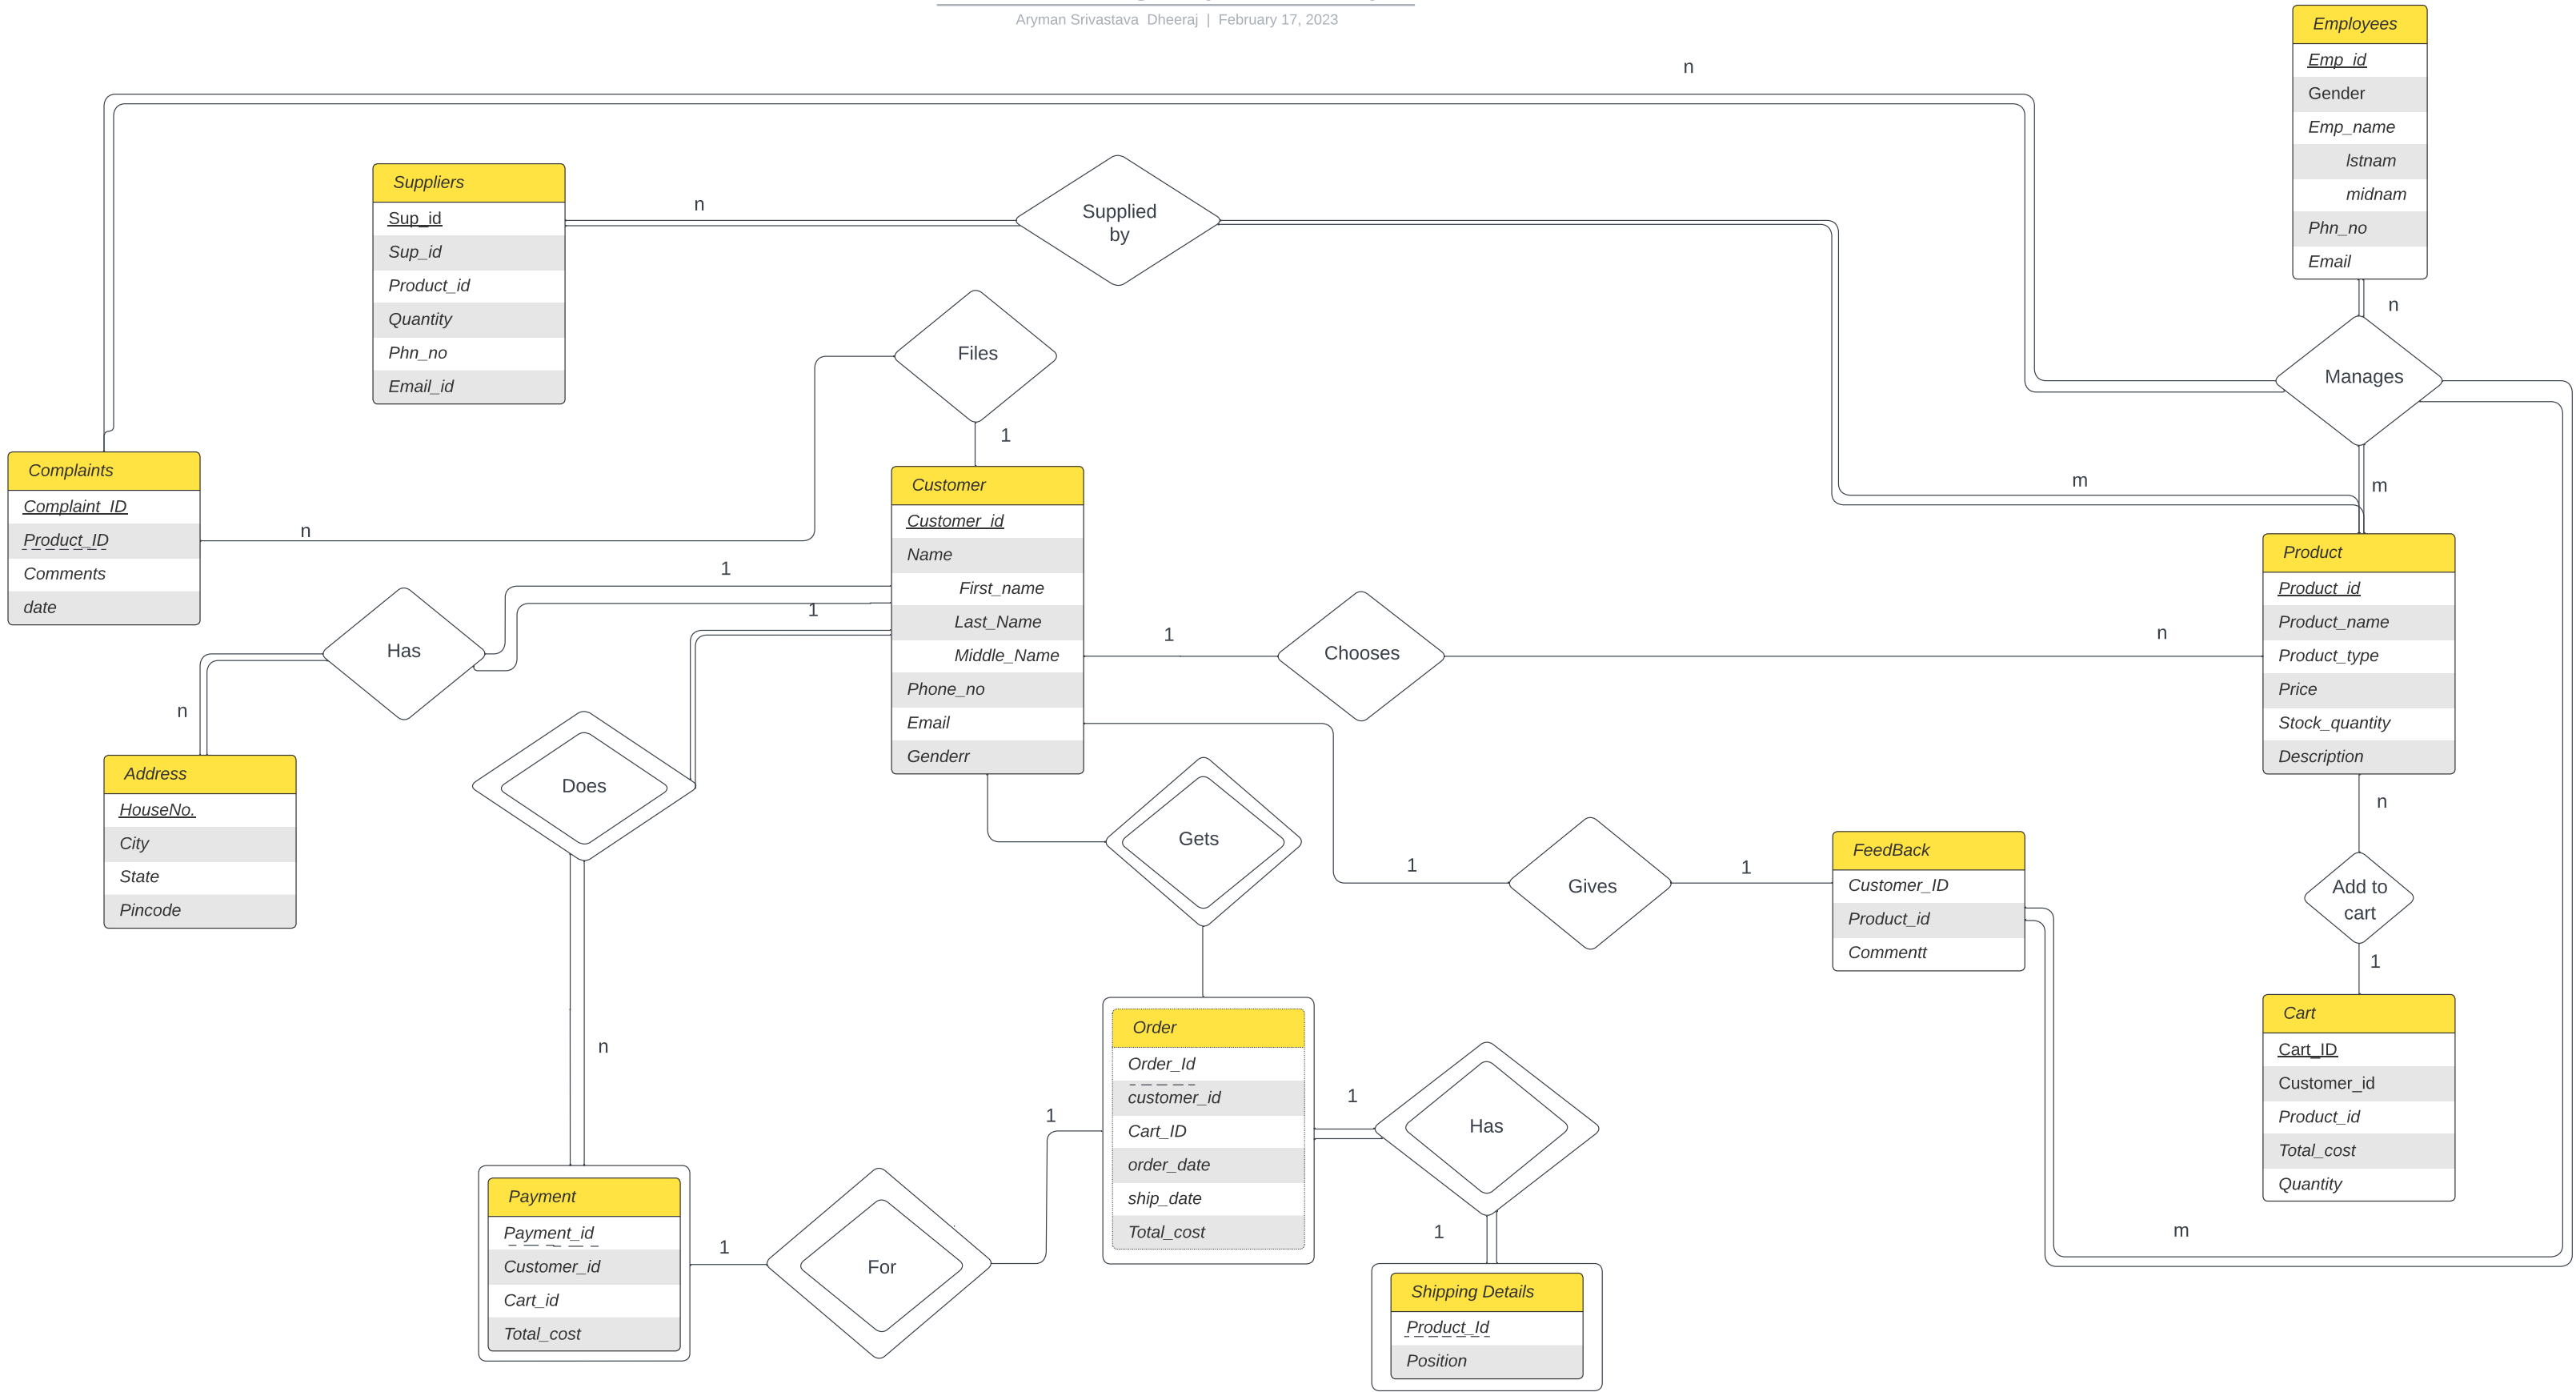 Aryman Srivastava  Dheeraj  |  February 17, 2023
Employees
Emp_id
Gender
Emp_name
lstnam
midnam
Phn_no
Email
n
Suppliers
Sup_id
Sup_id
Product_id
Quantity
Phn_no
Email_id
n
Supplied
by
n
Manages
Files
1
m
m
Complaints
Complaint_ID
Product_ID
Comments
date
n
Customer
Customer_id
Name
First_name
Last_Name
Middle_Name
Phone_no
Email
Genderr
Product
Product_id
Product_name
Product_type
Price
Stock_quantity
Description
1
1
Has
1
Chooses
n
n
Does
Address
HouseNo.
City
State
Pincode
Gets
n
1
Gives
1
FeedBack
Customer_ID
Product_id
Commentt
Add to
cart
1
Cart
Cart_ID
Customer_id
Product_id
Total_cost
Quantity
n
Order
Order_Id
customer_id
Cart_ID
order_date
ship_date
Total_cost
1
1
Has
1
m
Payment
Payment_id
Customer_id
Cart_id
Total_cost
1
For
Shipping Details
Product_Id
Position